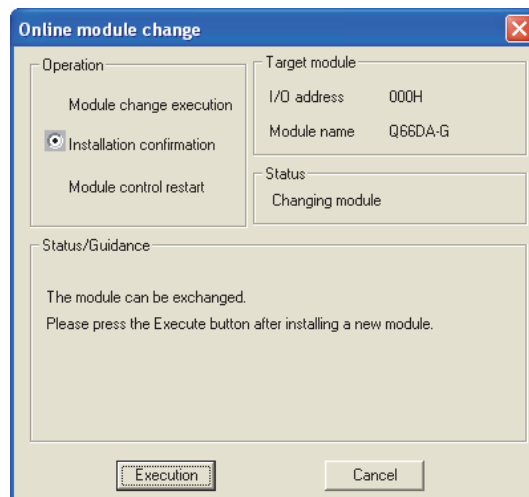 Online module change
Operation
Module change execution
Installation confirmation
Module control restart
Target module
I/O address 000H
Module name Q66DA-G
Status
Changing module
Status/Guidance
The module can be exchanged.
Please press the Execute button after installing a new module.
Execution Cancel